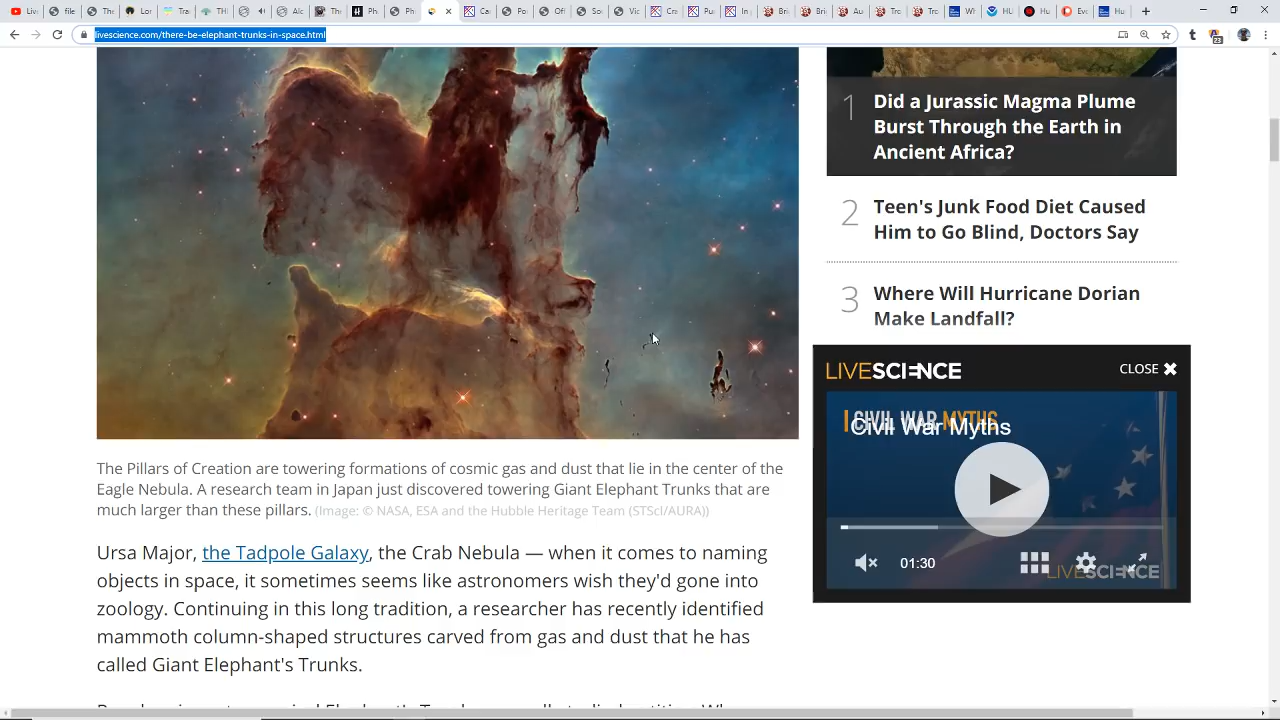 livescience.com/there-be-elephant-trunks-in-space.html
23
1
Did a Jurassic Magma Plume
Burst Through the Earth in
Ancient Africa?
2
Teen's Junk Food Diet Caused
Him to Go Blind, Doctors Say
3
Where Will Hurricane Dorian
Make Landfall?
LIVESCIENCE
CLOSE
CIVIL WAR MYTHS
Civil War Myths
01:30
LIVESCIENCE
The Pillars of Creation are towering formations of cosmic gas and dust that lie in the center of the
Eagle Nebula. A research team in Japan just discovered towering Giant Elephant Trunks that are
much larger than these pillars. (Image: © NASA, ESA and the Hubble Heritage Team (STScI/AURA))
Ursa Major, the Tadpole Galaxy, the Crab Nebula — when it comes to naming
objects in space, it sometimes seems like astronomers wish they'd gone into
zoology. Continuing in this long tradition, a researcher has recently identified
mammoth column-shaped structures carved from gas and dust that he has
called Giant Elephant's Trunks.